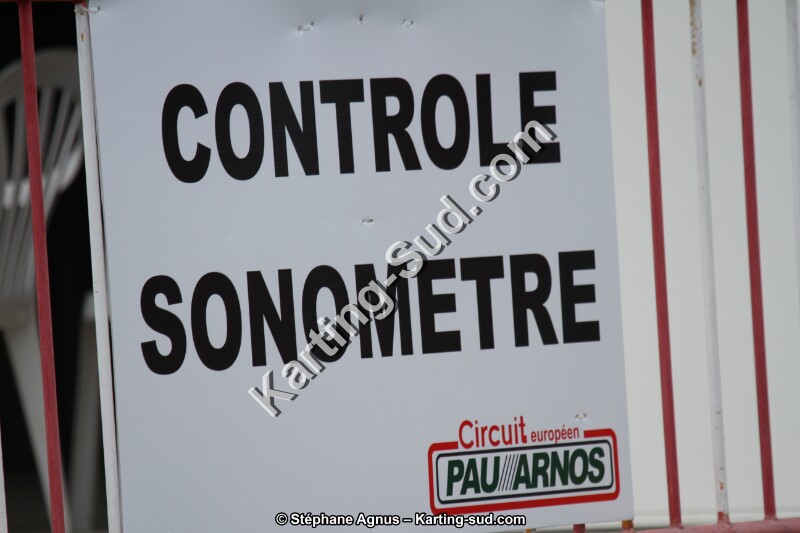 CONTROLE
SONOMETRE
Karting-Sud.com
Circuit européen
PAU ARNOS
© Stéphane Agnus – Karting-sud.com